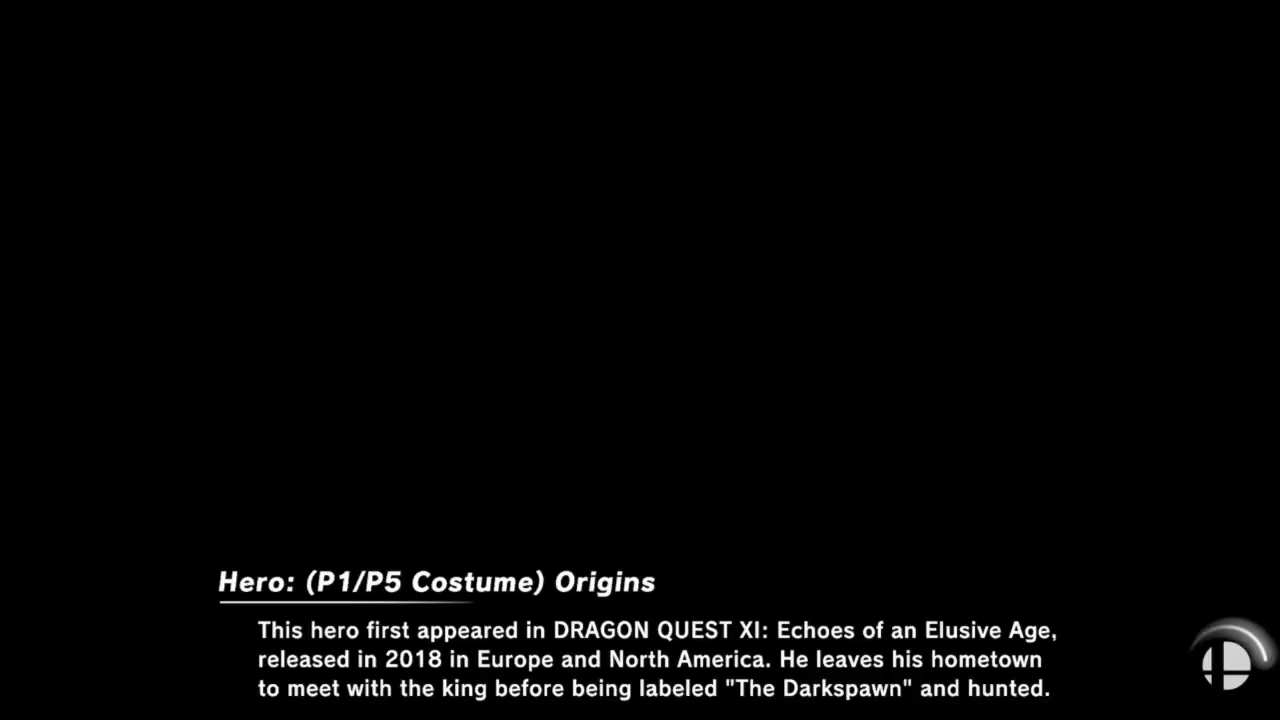 Hero: (P1/P5 Costume) Origins
This hero first appeared in DRAGON QUEST XI: Echoes of an Elusive Age,
released in 2018 in Europe and North America. He leaves his hometown
to meet with the king before being labeled "The Darkspawn" and hunted.